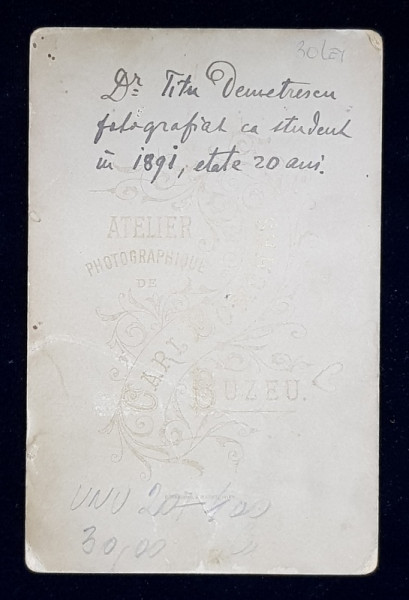 30 LEI
Dr. Titu Demetrescu
fotografiat ca student
în 1891, etate 20 ani.
ATELIER
PHOTOGRAPHIQUE
DE
CARL
BUZEU.
30,00